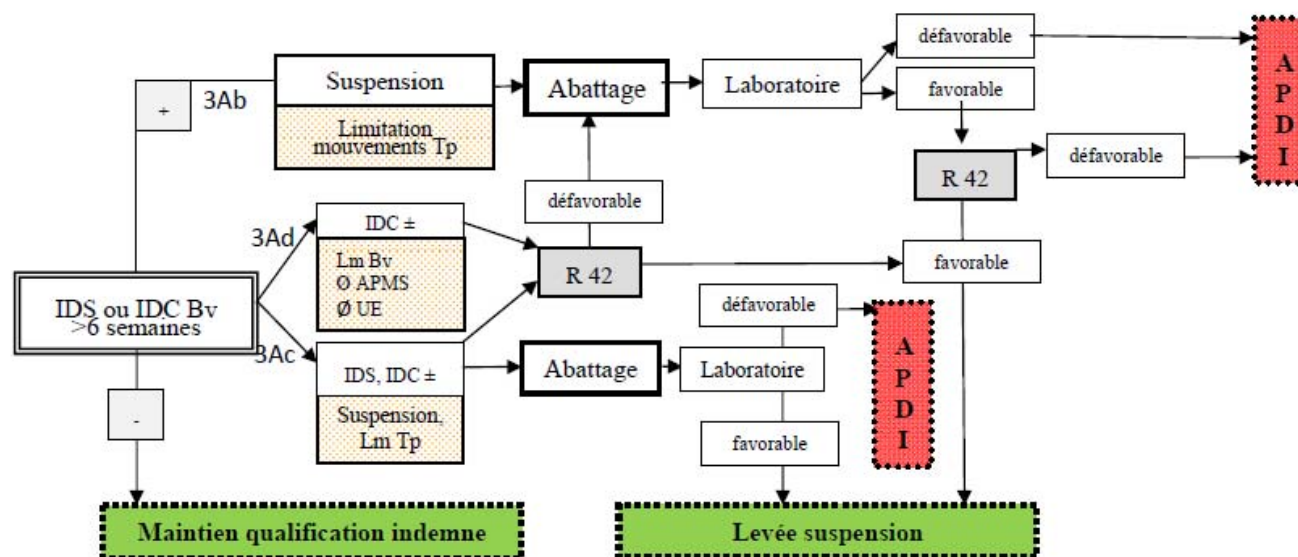 défavorable
+
3Ab
Suspension
Limitation
mouvements Tp
Abattage
Laboratoire
favorable
A
P
D
I
R 42
défavorable
défavorable
3Ad
IDC ±
Lm Bv
Ø APMS
Ø UE
R 42
favorable
IDS ou IDC Bv
>6 semaines
3Ac
IDS, IDC ±
Suspension,
Lm Tp
Abattage
défavorable
Laboratoire
favorable
A
P
D
I
-
Maintien qualification indemne
Levée suspension